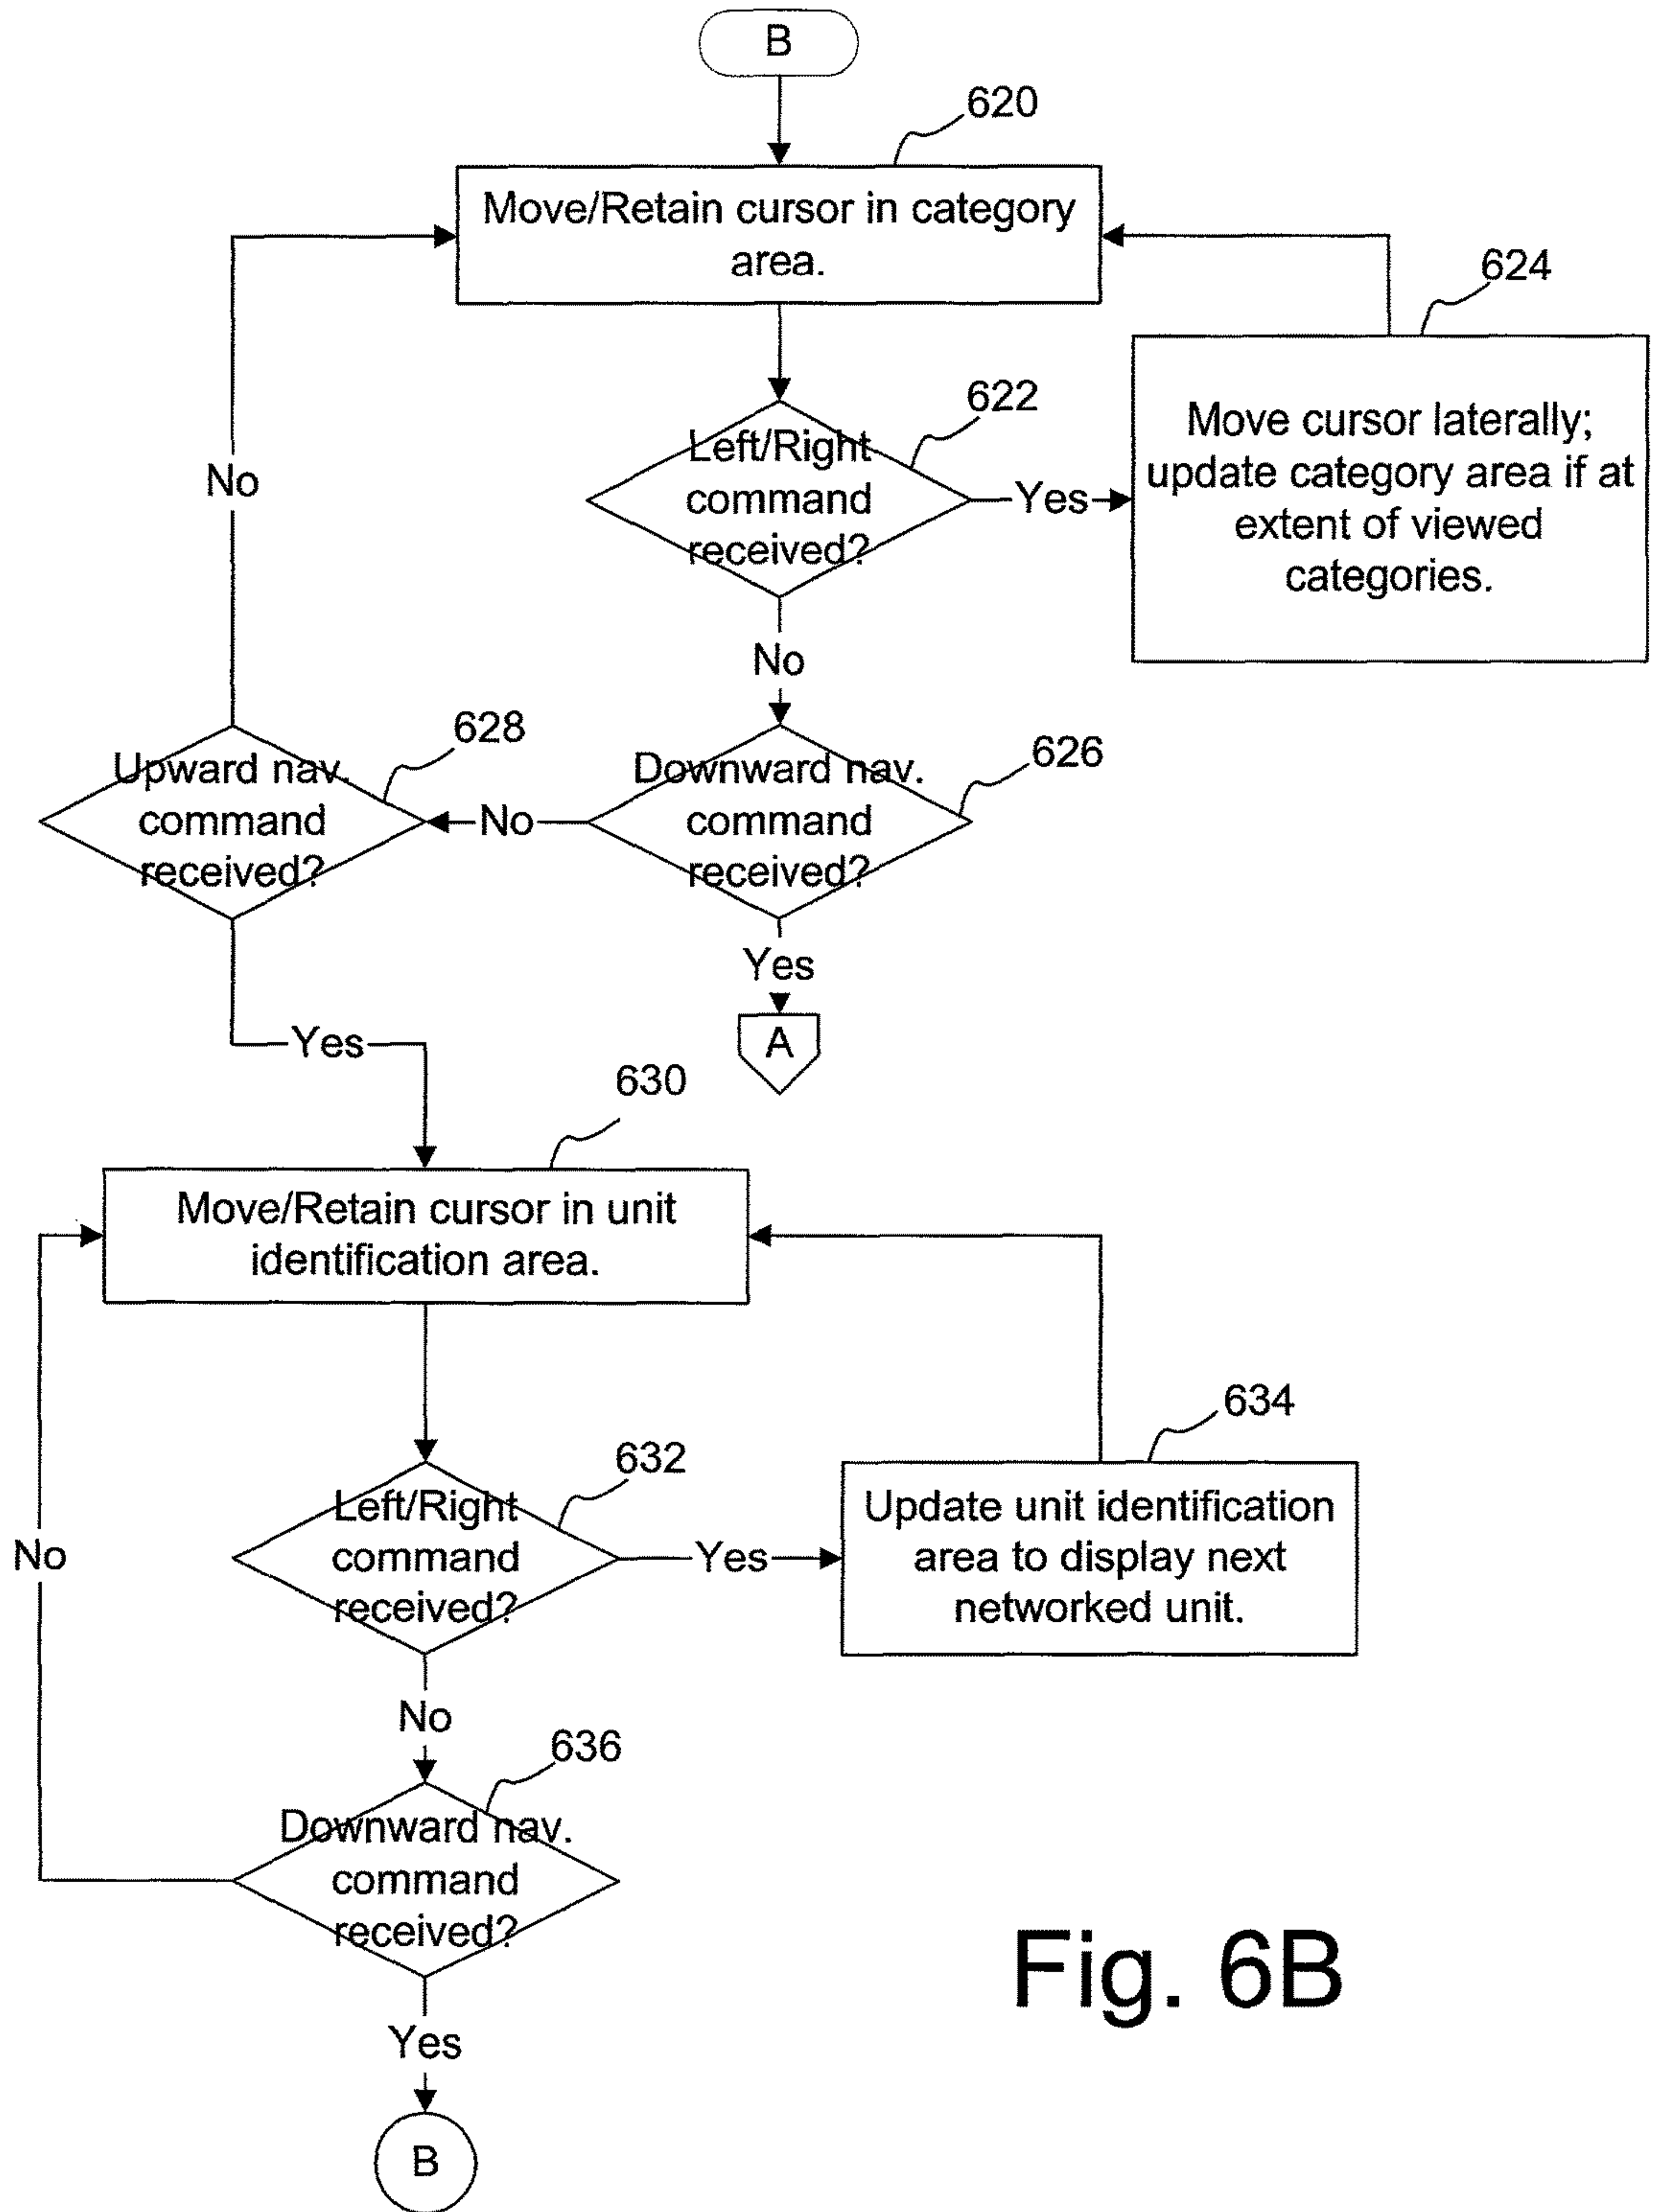 B
620
Move/Retain cursor in category
area.
624
Move cursor laterally;
update category area if at
extent of viewed
categories.
622
Left/Right
command
received?
Yes
No
No
628
Upward nav.
command
received?
No
626
Downward nav.
command
received?
Yes
A
Yes
630
Move/Retain cursor in unit
identification area.
634
Update unit identification
area to display next
networked unit.
632
Left/Right
command
received?
Yes
No
No
636
Downward nav.
command
received?
Yes
B
Fig. 6B